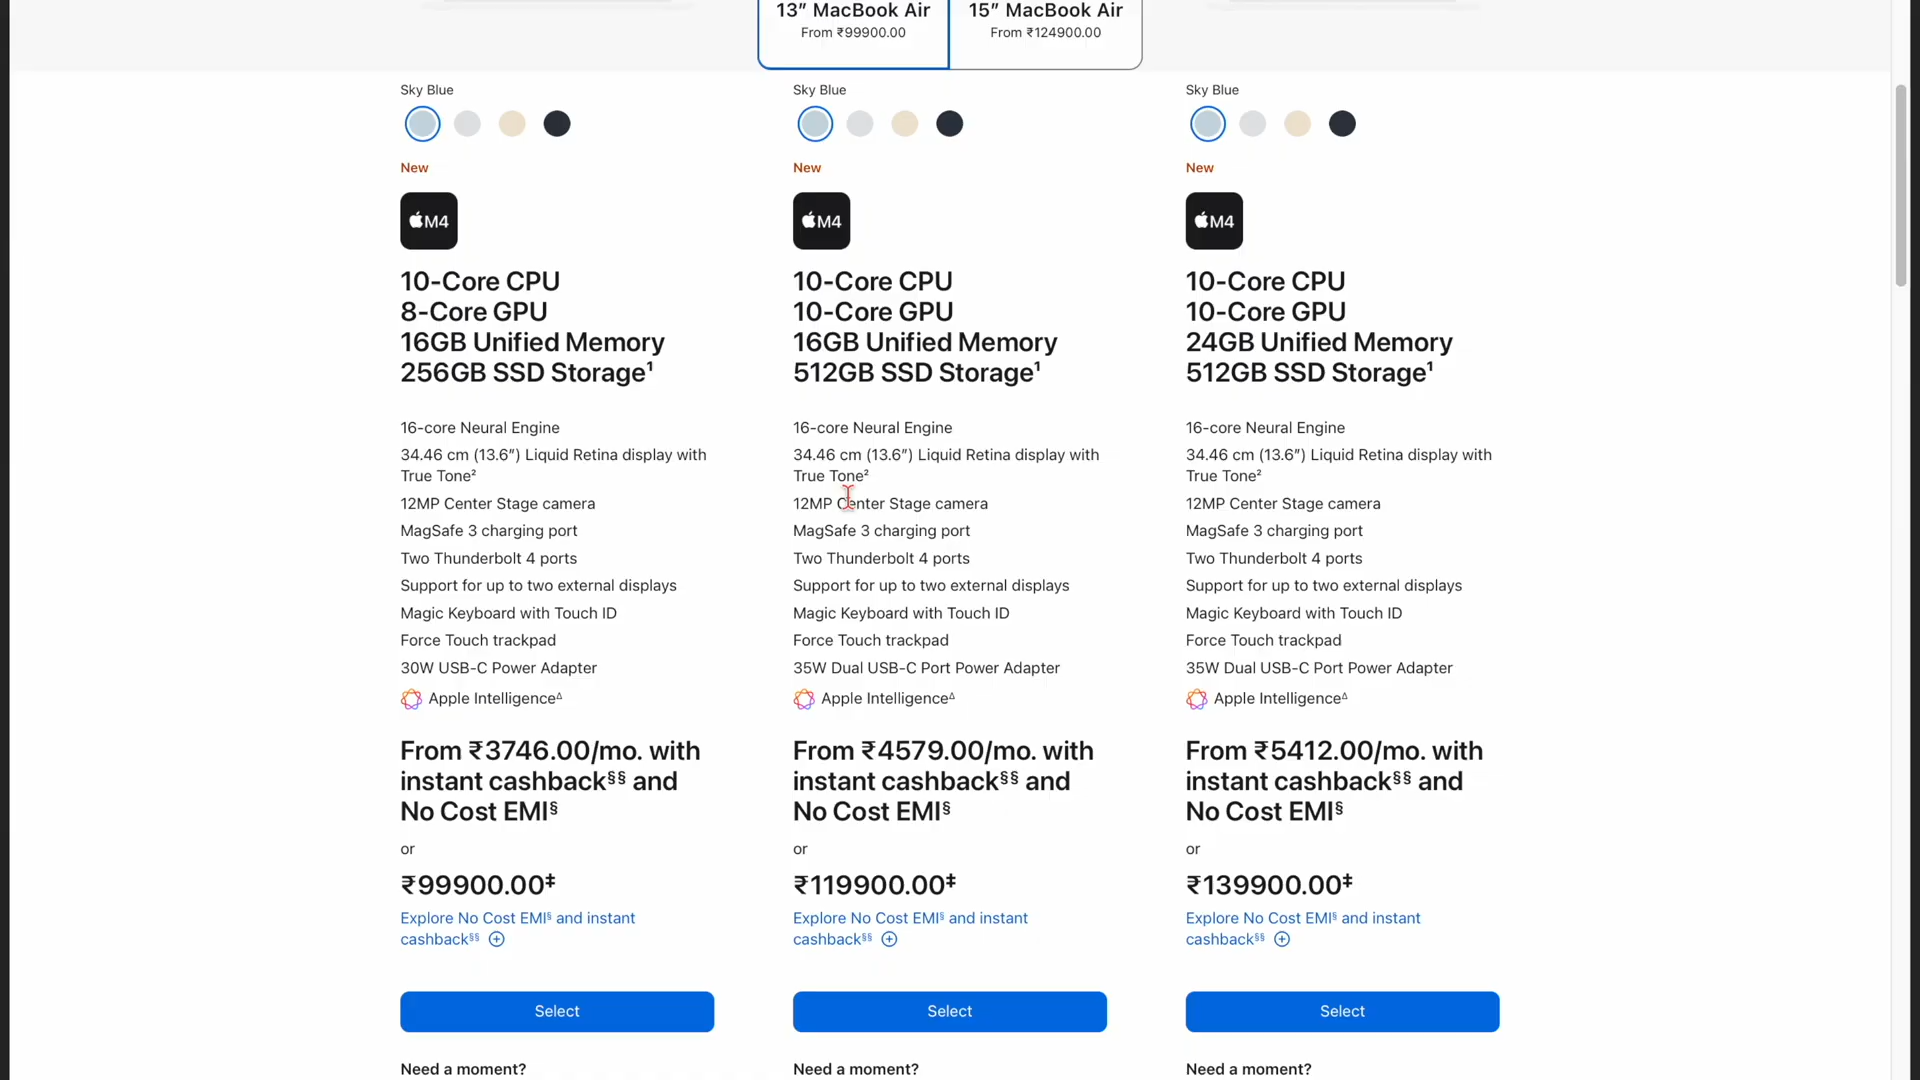 13” MacBook Air
From ₹99900.00
15” MacBook Air
From ₹124900.00
Sky Blue
New
M4
10-Core CPU
8-Core GPU
16GB Unified Memory
256GB SSD Storage¹
16-core Neural Engine
34.46 cm (13.6″) Liquid Retina display with
True Tone²
12MP Center Stage camera
MagSafe 3 charging port
Two Thunderbolt 4 ports
Support for up to two external displays
Magic Keyboard with Touch ID
Force Touch trackpad
30W USB-C Power Adapter
Apple Intelligence∆
From ₹3746.00/mo. with
instant cashback§§ and
No Cost EMI§
or
₹99900.00‡
Explore No Cost EMI§ and instant
cashback§§
Select
Need a moment?
Sky Blue
New
M4
10-Core CPU
10-Core GPU
16GB Unified Memory
512GB SSD Storage¹
16-core Neural Engine
34.46 cm (13.6″) Liquid Retina display with
True Tone²
12MP Center Stage camera
MagSafe 3 charging port
Two Thunderbolt 4 ports
Support for up to two external displays
Magic Keyboard with Touch ID
Force Touch trackpad
35W Dual USB-C Port Power Adapter
Apple Intelligence∆
From ₹4579.00/mo. with
instant cashback§§ and
No Cost EMI§
or
₹119900.00‡
Explore No Cost EMI§ and instant
cashback§§
Select
Need a moment?
Sky Blue
New
M4
10-Core CPU
10-Core GPU
24GB Unified Memory
512GB SSD Storage¹
16-core Neural Engine
34.46 cm (13.6″) Liquid Retina display with
True Tone²
12MP Center Stage camera
MagSafe 3 charging port
Two Thunderbolt 4 ports
Support for up to two external displays
Magic Keyboard with Touch ID
Force Touch trackpad
35W Dual USB-C Port Power Adapter
Apple Intelligence∆
From ₹5412.00/mo. with
instant cashback§§ and
No Cost EMI§
or
₹139900.00‡
Explore No Cost EMI§ and instant
cashback§§
Select
Need a moment?